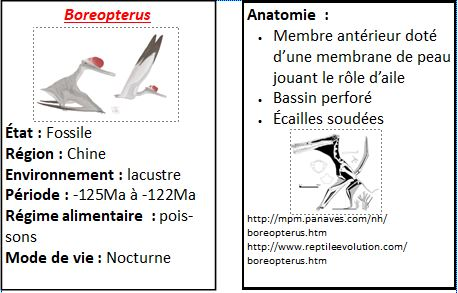 Boreopterus
État : Fossile
Région : Chine
Environnement : lacustre
Période : -125Ma à -122Ma
Régime alimentaire : pois-
sons
Mode de vie : Nocturne
Anatomie :
• Membre antérieur doté
d’une membrane de peau
jouant le rôle d’aile
• Bassin perforé
• Écailles soudées
http://mpm.panaves.com/nh/
boreopterus.htm
http://www.reptileevolution.com/
boreopterus.htm